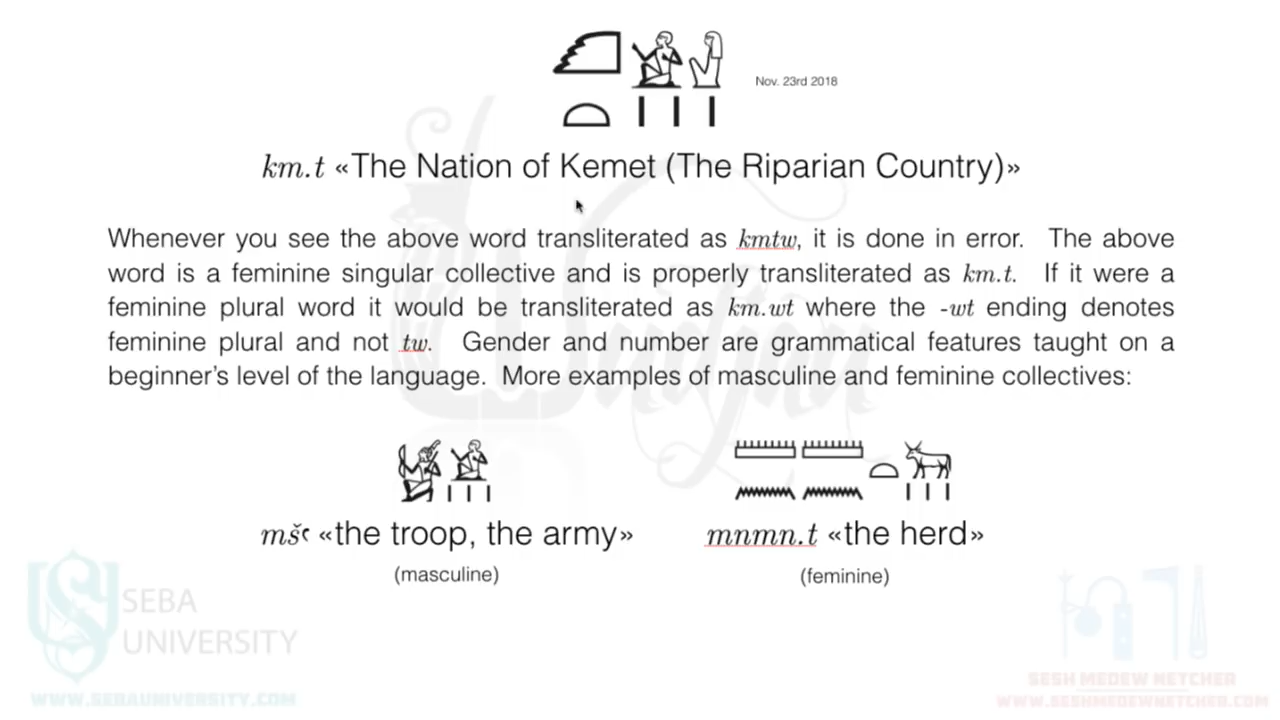 𓆎𓏏𓀀𓁐𓏥
Nov. 23rd 2018
km.t «The Nation of Kemet (The Riparian Country)»
Whenever you see the above word transliterated as kmtw, it is done in error. The above
word is a feminine singular collective and is properly transliterated as km.t. If it were a
feminine plural word it would be transliterated as km.wt where the -wt ending denotes
feminine plural and not tw. Gender and number are grammatical features taught on a
beginner's level of the language. More examples of masculine and feminine collectives:
𓀎𓀀𓏥
𓏠𓈖𓏠𓈖𓏏𓃒𓏥
mšꜥ «the troop, the army»
(masculine)
mnmn.t «the herd»
(feminine)
SEBA
UNIVERSITY
WWW.SEBAUNIVERSITY.COM
SESH MEDEW NETCHER
WWW.SESHMEDEWNETCHER.COM